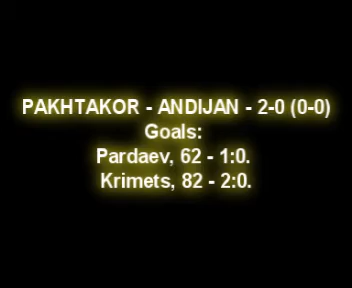 PAKHTAKOR - ANDIJAN - 2-0 (0-0)
Goals:
Pardaev, 62 - 1:0.
Krimets, 82 - 2:0.